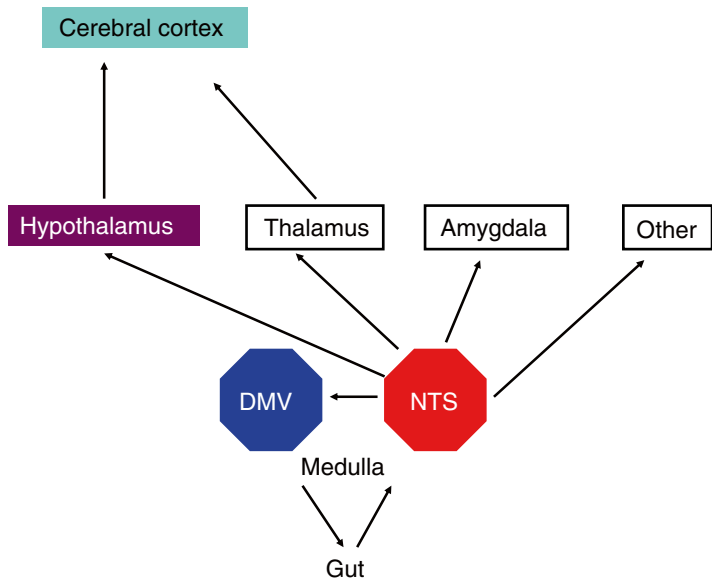 Cerebral cortex
Hypothalamus
Thalamus
Amygdala
Other
DMV
NTS
Medulla
Gut